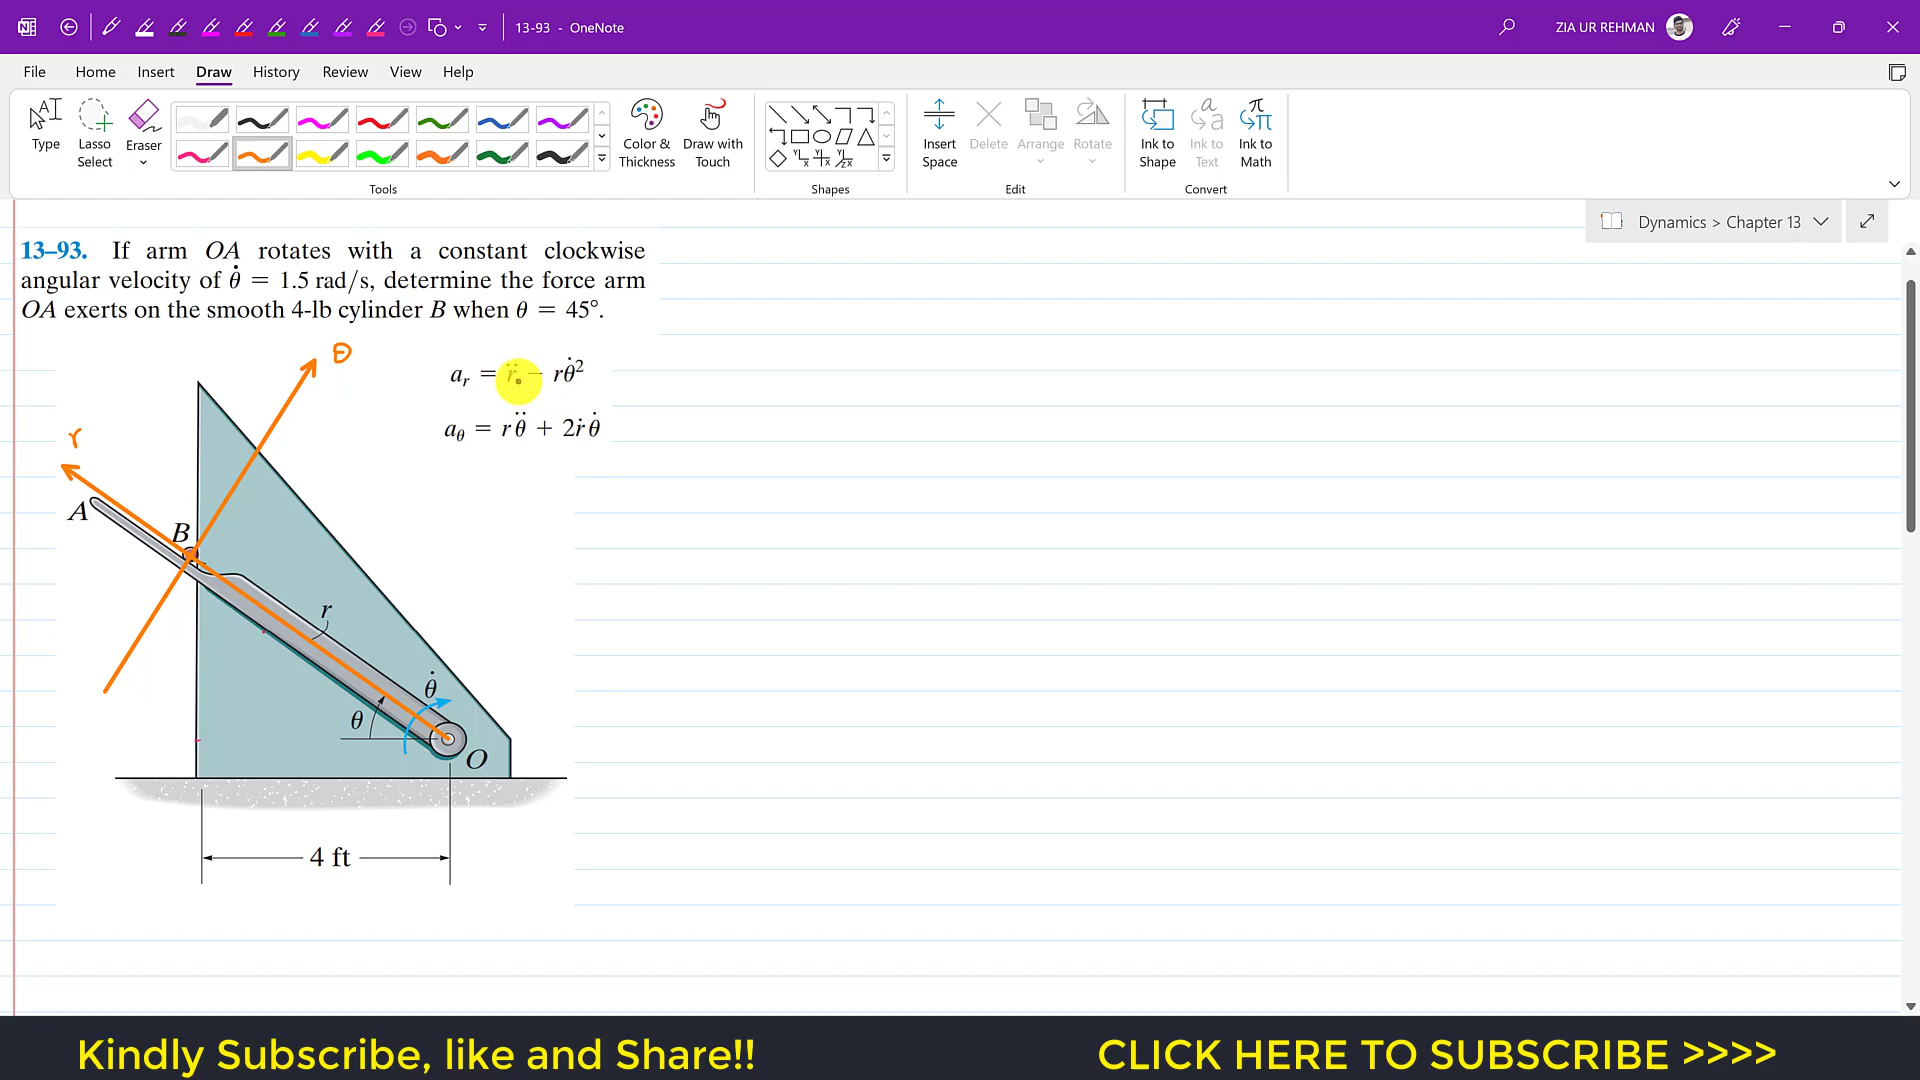 13-93 - OneNote
ZIA UR REHMAN
File Home Insert Draw History Review View Help
Type
Lasso Select
Eraser
Color & Thickness
Draw with Touch
Insert Space
Delete
Arrange
Rotate
Ink to Shape
Ink to Text
Ink to Math
Tools
Shapes
Edit
Convert
Dynamics > Chapter 13
13–93. If arm OA rotates with a constant clockwise
angular velocity of θ̇ = 1.5 rad/s, determine the force arm
OA exerts on the smooth 4-lb cylinder B when θ = 45°.
θ
a_r = r̈ − rθ̇²
a_θ = rθ̈ + 2ṙθ̇
r
A
B
r
θ̇
θ
O
4 ft
Kindly Subscribe, like and Share!!
CLICK HERE TO SUBSCRIBE >>>>